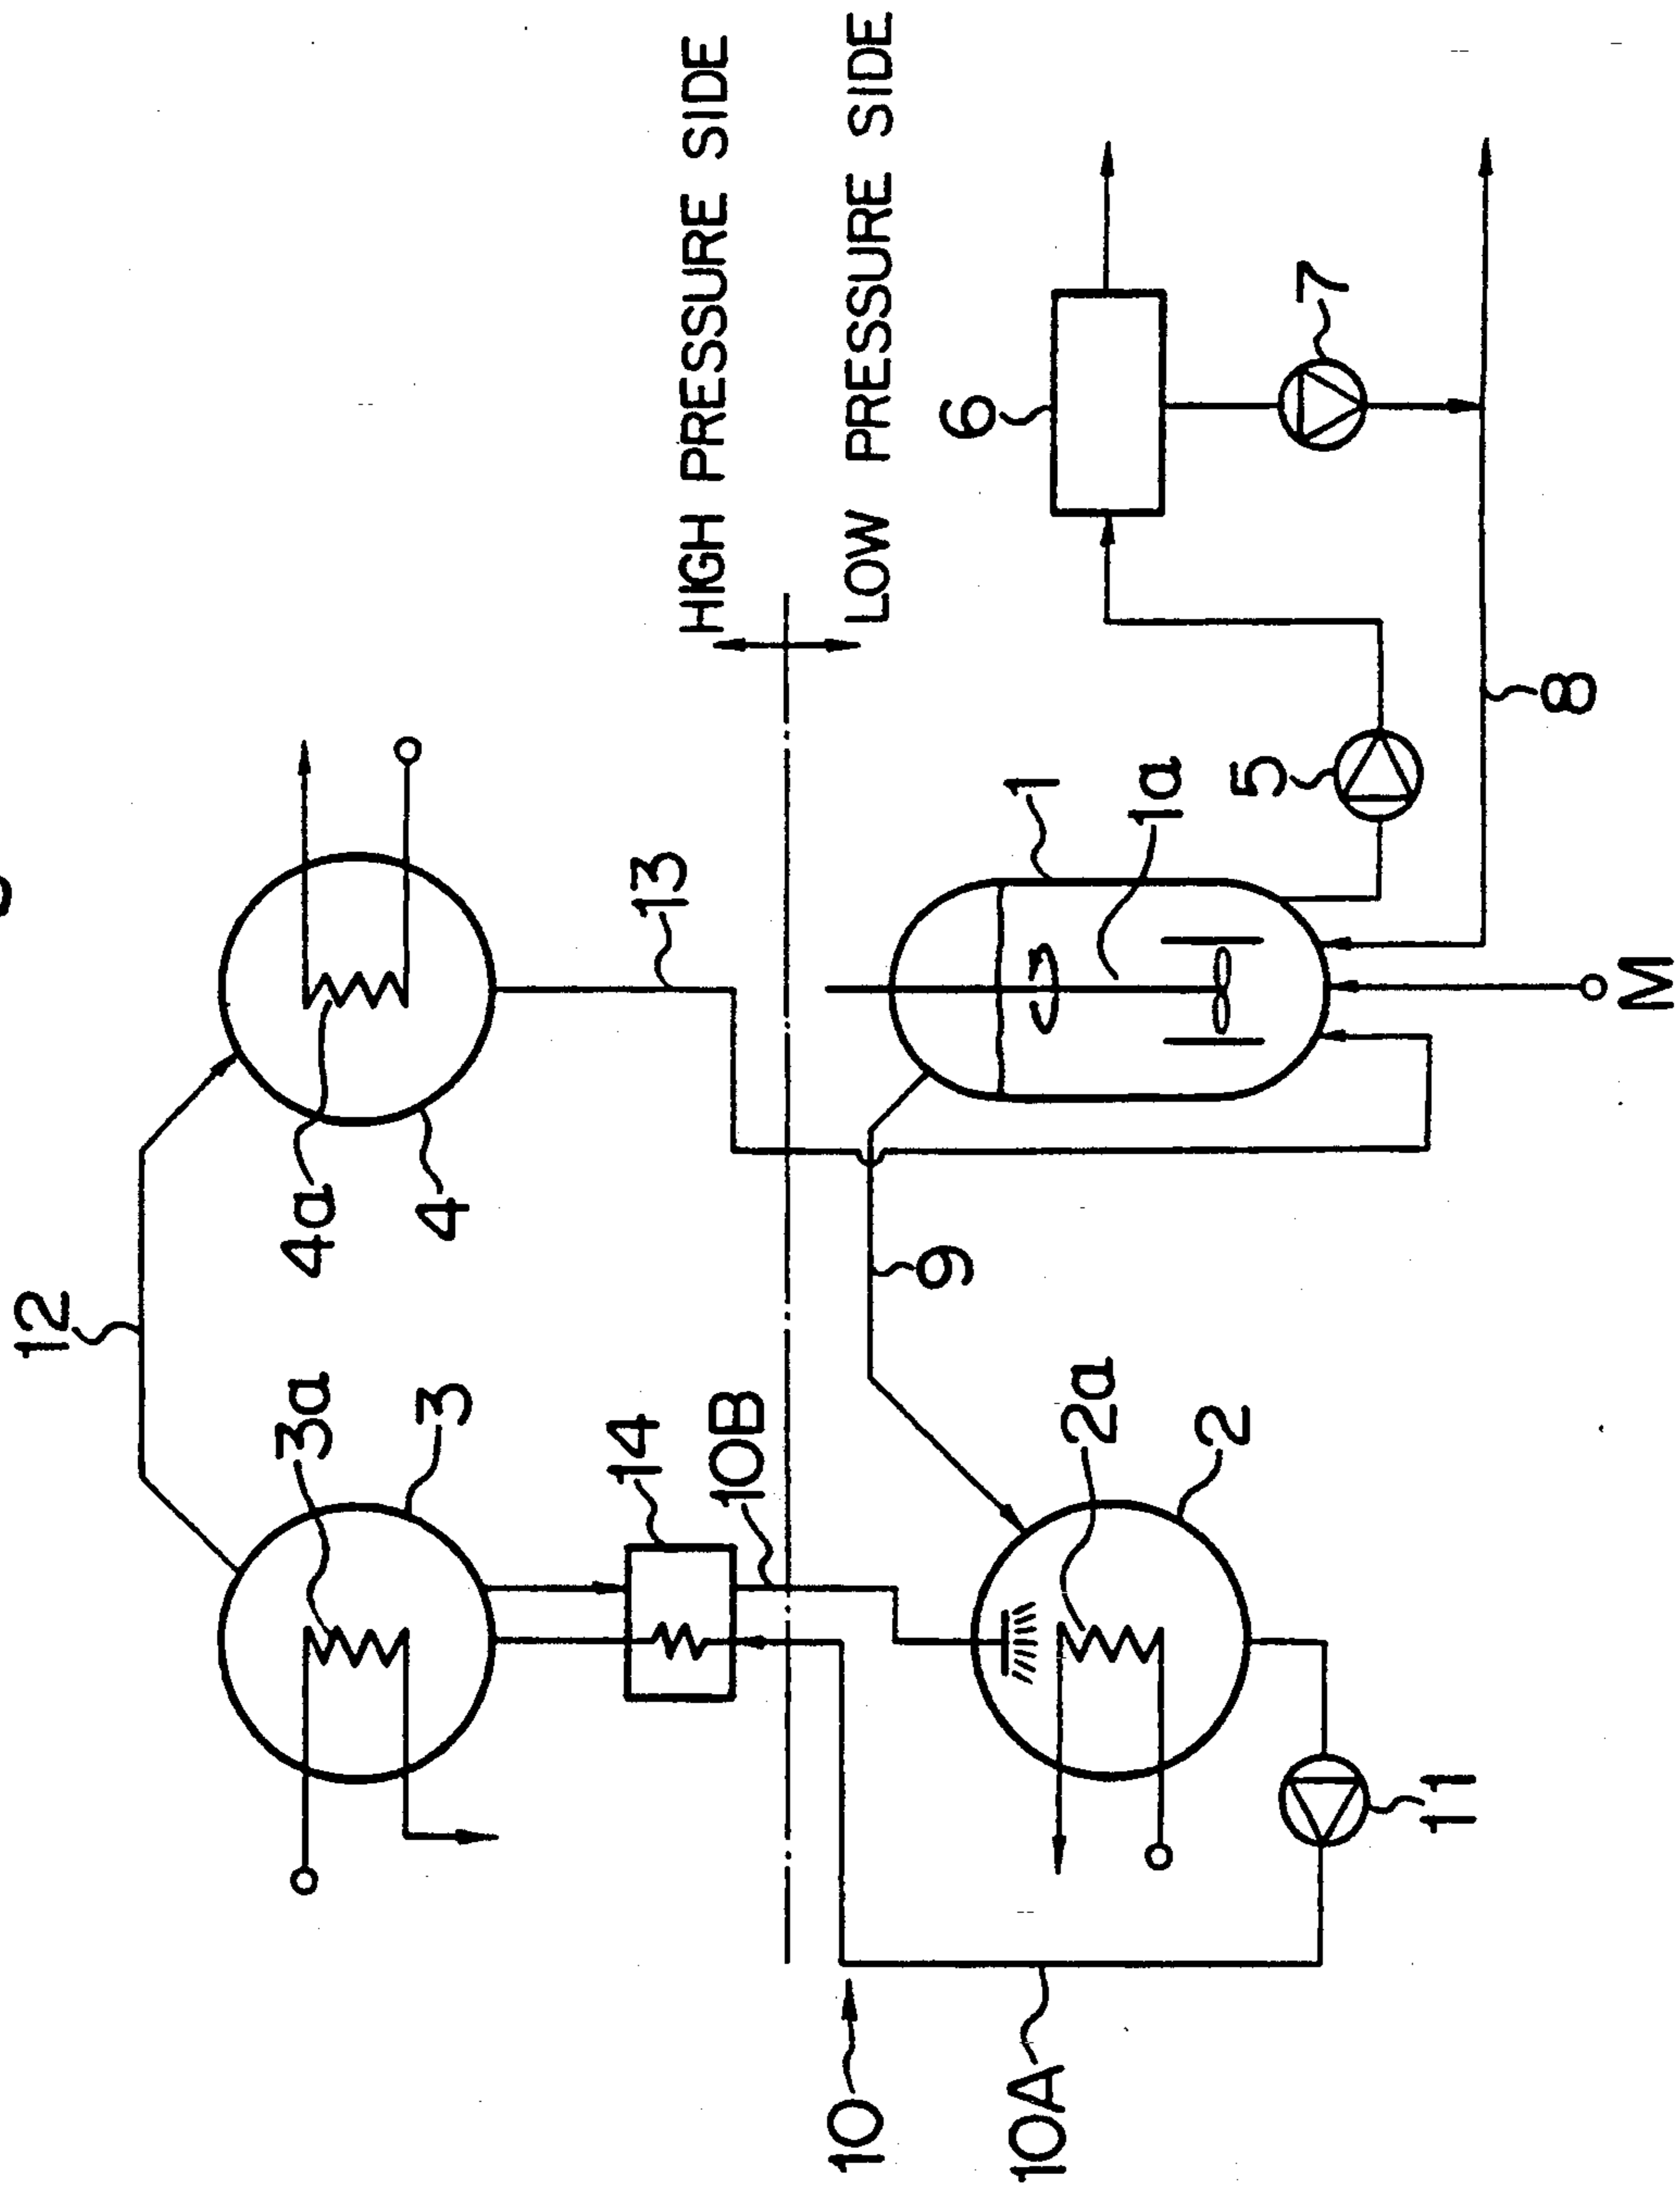 12
3a
3
4a
4
14
10B
13
HIGH PRESSURE SIDE
LOW PRESSURE SIDE
10
10A
9
2a
2
11
1
1a
5
6
7
8
M